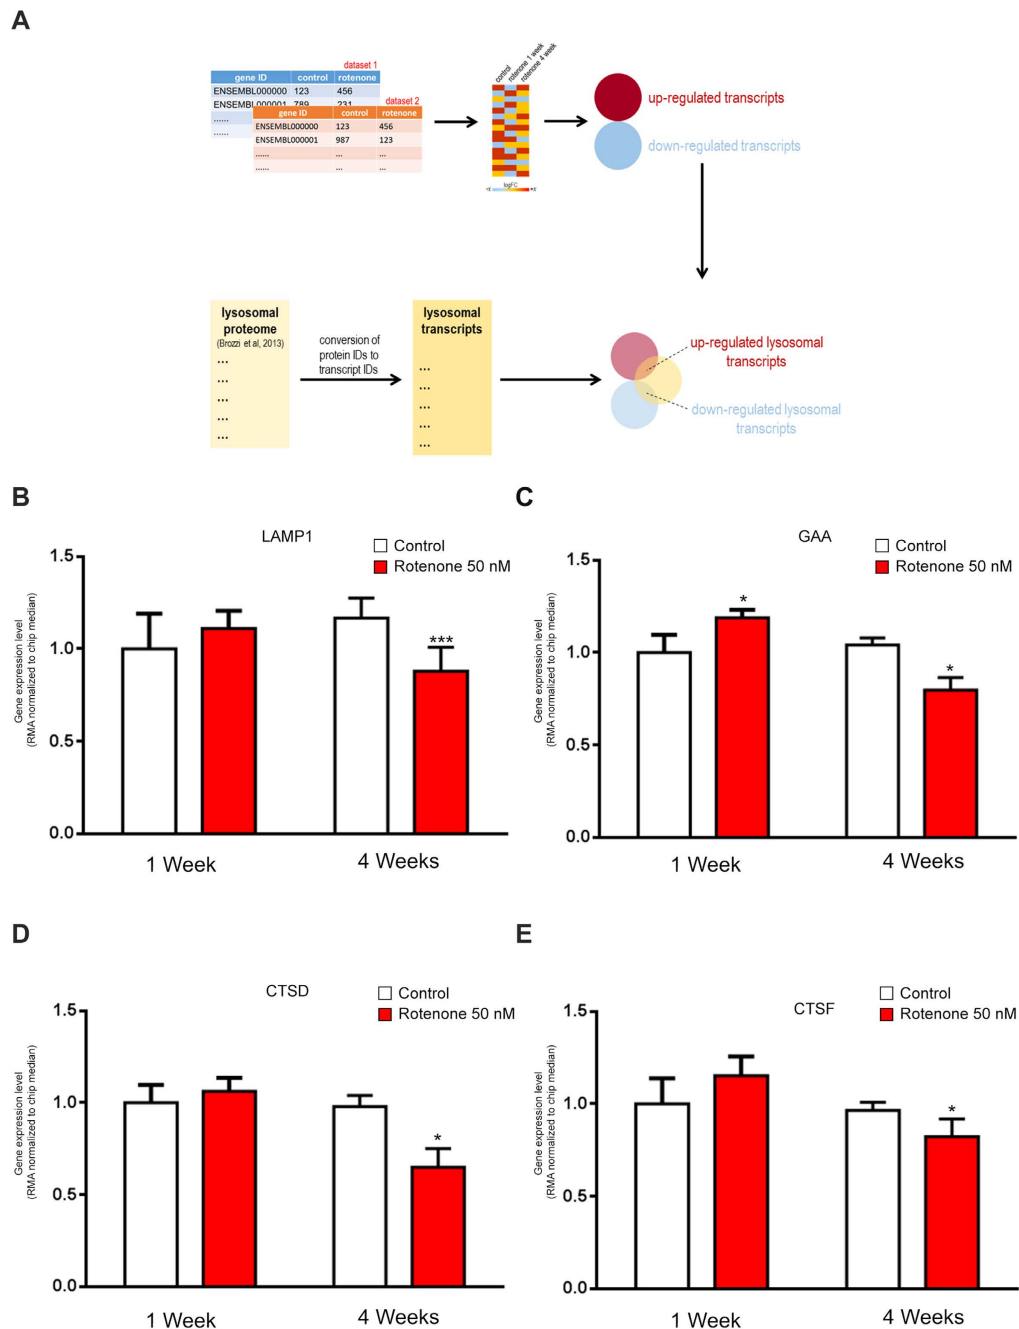 A
dataset 1
gene ID control rotenone
ENSEMBL000000 123 456
ENSEMBL000001 789 231
......
......
dataset 2
gene ID control rotenone
ENSEMBL000000 123 456
ENSEMBL000001 987 123
...... ... ...
...... ... ...
control
rotenone 1 week
rotenone 4 week
logFC
up-regulated transcripts
down-regulated transcripts
lysosomal
proteome
(Brozzi et al, 2013)
...
...
...
...
...
conversion of
protein IDs to
transcript IDs
lysosomal
transcripts
...
...
...
...
...
up-regulated lysosomal
transcripts
down-regulated lysosomal
transcripts
B
LAMP1
Control
Rotenone 50 nM
Gene expression level
(RMA normalized to chip median)
1.5
1.0
0.5
0.0
***
1 Week
4 Weeks
C
GAA
Control
Rotenone 50 nM
Gene expression level
(RMA normalized to chip median)
1.5
1.0
0.5
0.0
*
*
1 Week
4 Weeks
D
CTSD
Control
Rotenone 50 nM
Gene expression level
(RMA normalized to chip median)
1.5
1.0
0.5
0.0
*
1 Week
4 Weeks
E
CTSF
Control
Rotenone 50 nM
Gene expression level
(RMA normalized to chip median)
1.5
1.0
0.5
0.0
*
1 Week
4 Weeks